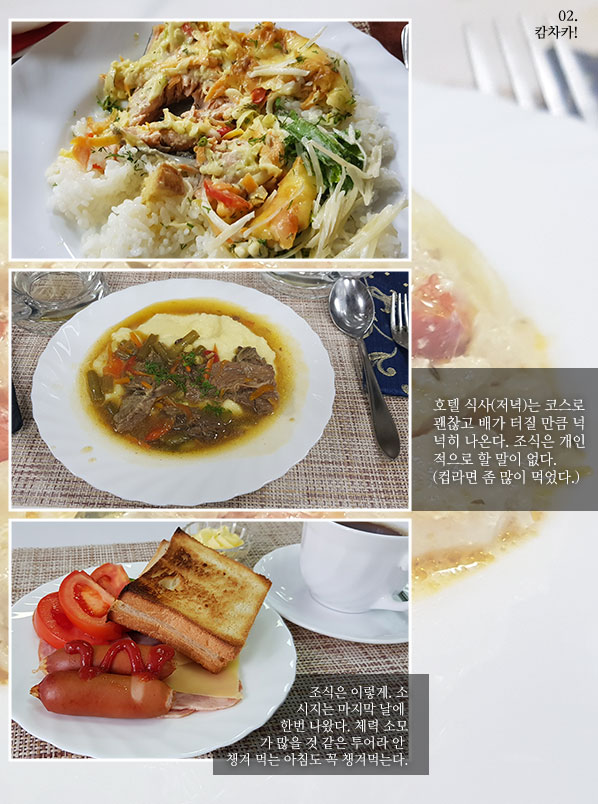 02.
캄차카!
호텔 식사(저녁)는 코스로
괜찮고 배가 터질 만큼 넉
넉히 나온다. 조식은 개인
적으로 할 말이 없다.
(컵라면 좀 많이 먹었다.)
조식은 이렇게. 소
시지는 마지막 날에
한번 나왔다. 체력 소모
가 많을 것 같은 투어라 안
챙겨 먹는 아침도 꼭 챙겨먹는다.